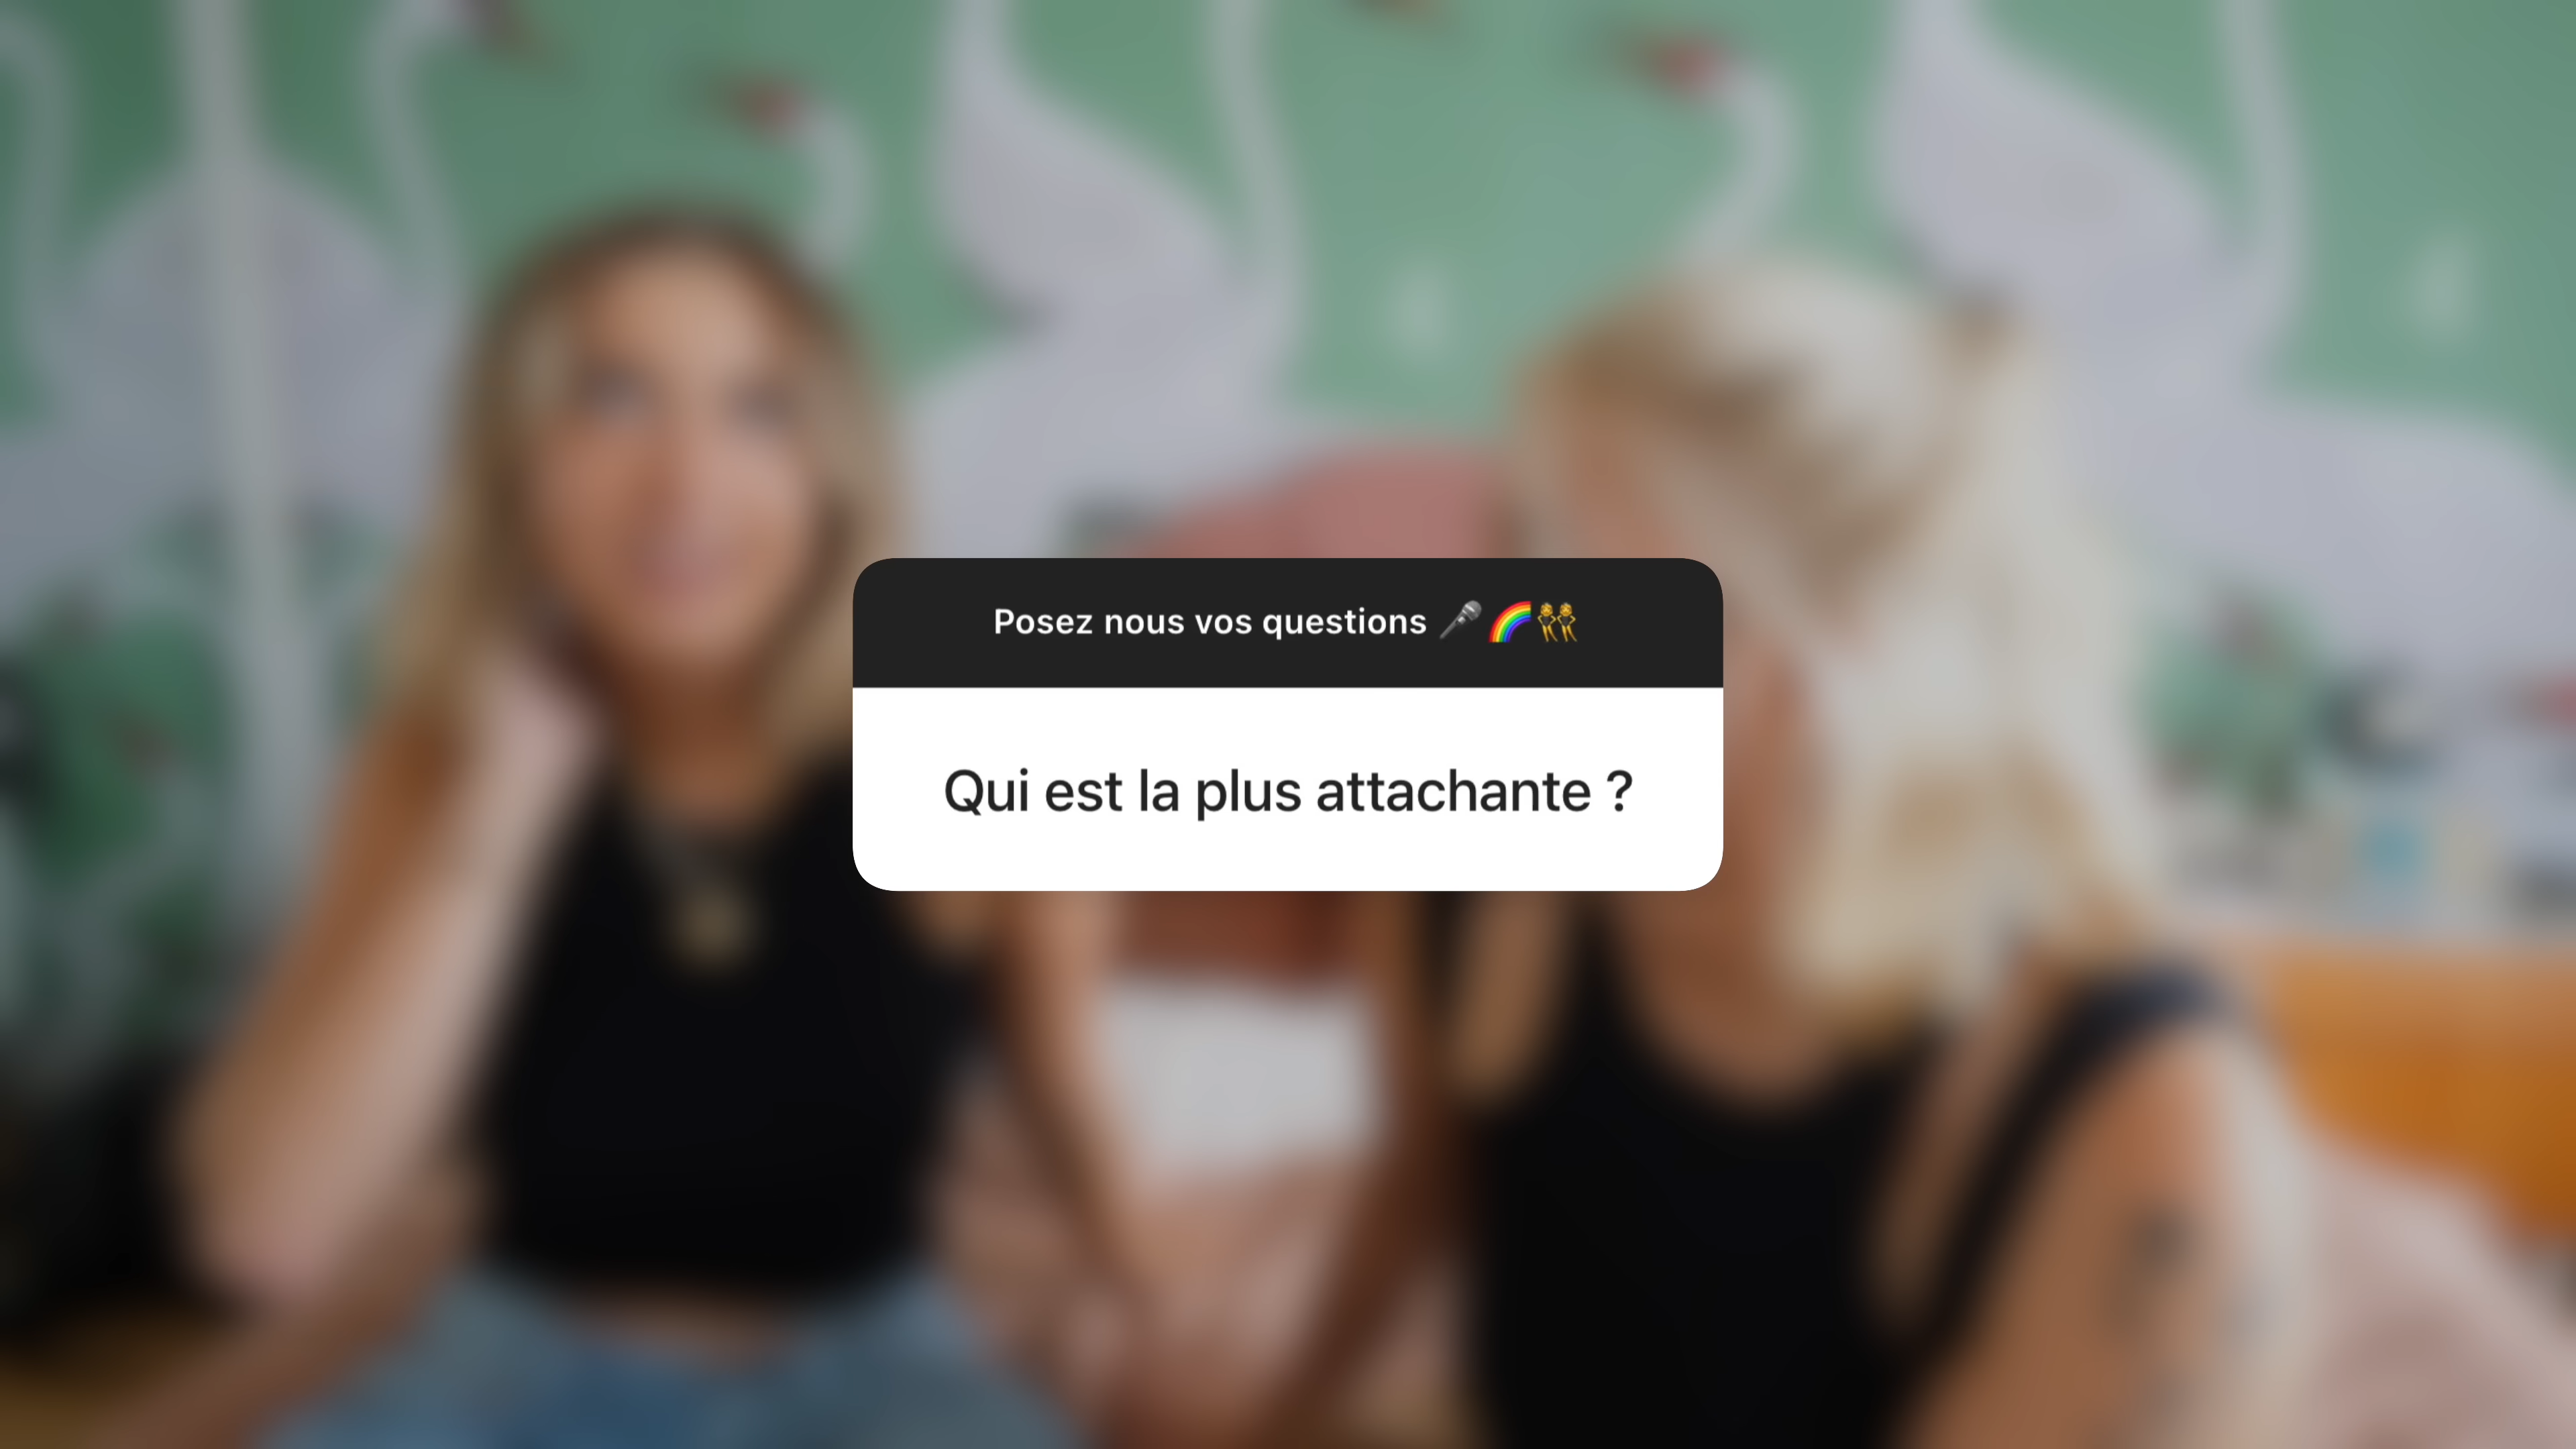 Posez nous vos questions 🎤🌈👯
Qui est la plus attachante ?